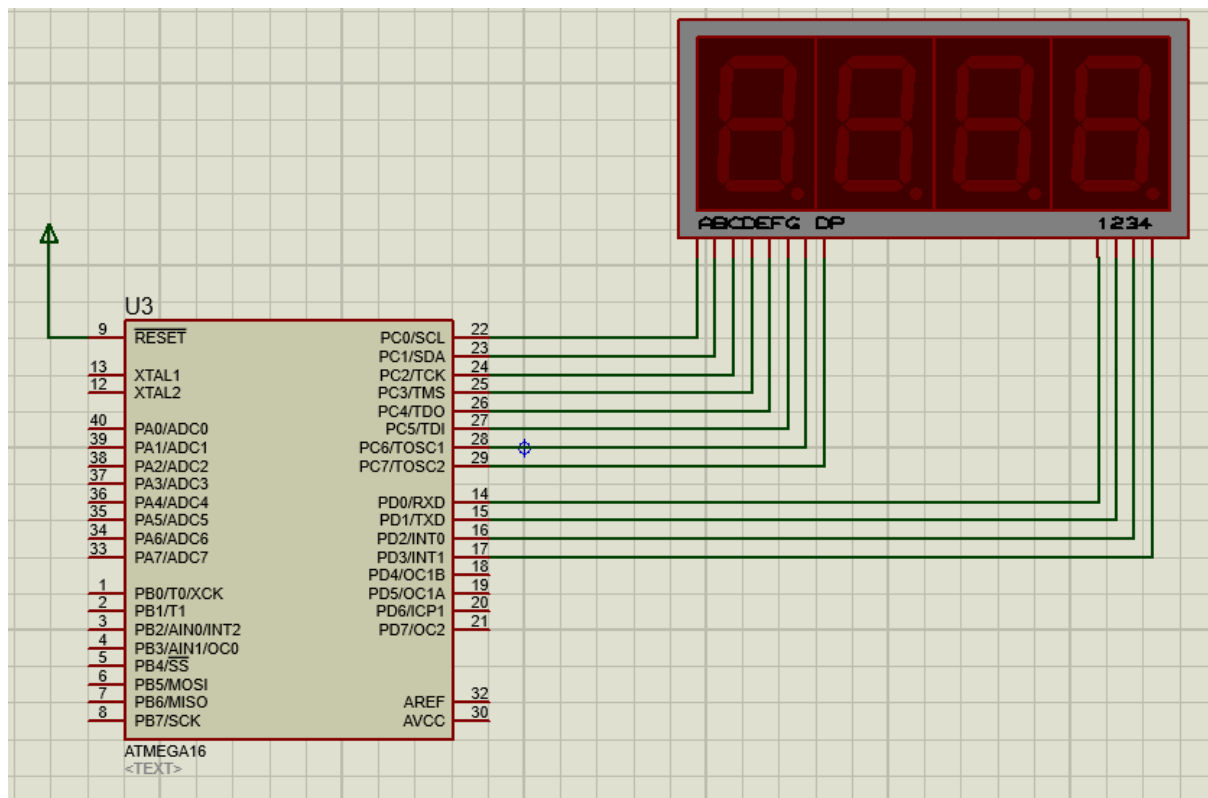 ABCDEFG DP 1234
U3
9 RESET PC0/SCL 22
PC1/SDA 23
13 XTAL1 PC2/TCK 24
12 XTAL2 PC3/TMS 25
PC4/TDO 26
40 PA0/ADC0 PC5/TDI 27
39 PA1/ADC1 PC6/TOSC1 28
38 PA2/ADC2 PC7/TOSC2 29
37 PA3/ADC3
36 PA4/ADC4 PD0/RXD 14
35 PA5/ADC5 PD1/TXD 15
34 PA6/ADC6 PD2/INT0 16
33 PA7/ADC7 PD3/INT1 17
PD4/OC1B 18
1 PB0/T0/XCK PD5/OC1A 19
2 PB1/T1 PD6/ICP1 20
3 PB2/AIN0/INT2 PD7/OC2 21
4 PB3/AIN1/OC0
5 PB4/SS
6 PB5/MOSI
7 PB6/MISO AREF 32
8 PB7/SCK AVCC 30
ATMEGA16
<TEXT>